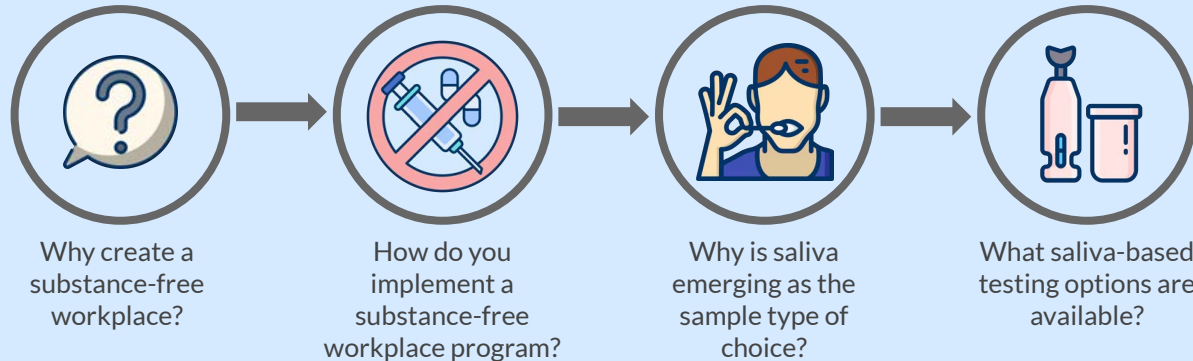 Why create a
substance-free
workplace?
How do you
implement a
substance-free
workplace program?
Why is saliva
emerging as the
sample type of
choice?
What saliva-based
testing options are
available?